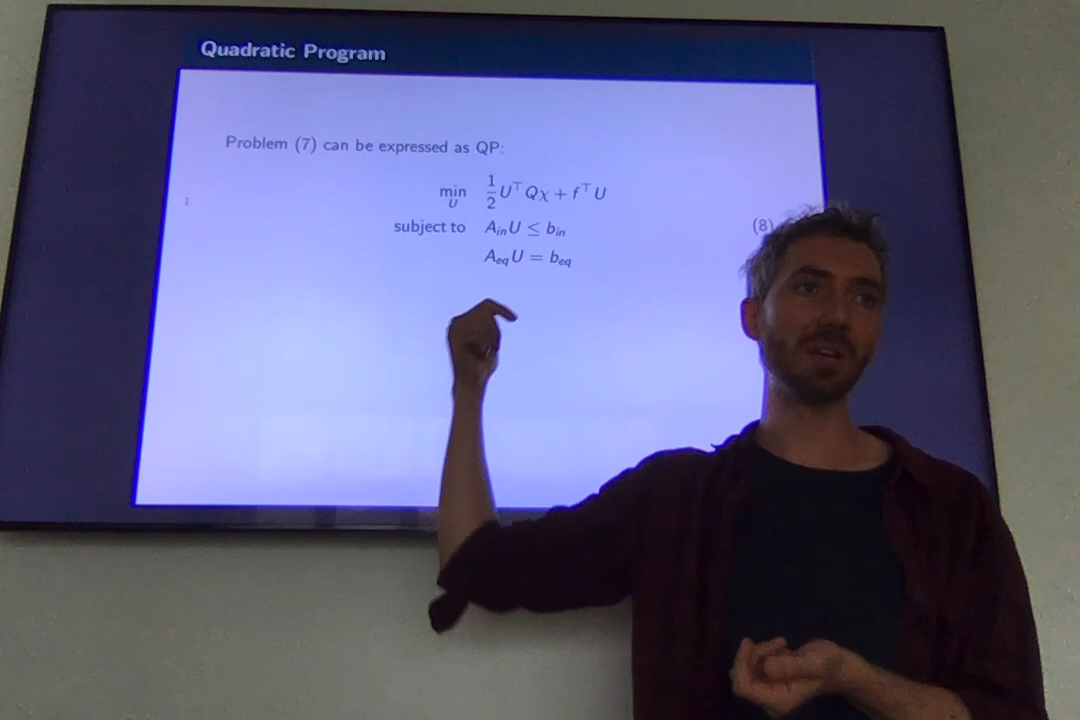 Quadratic Program
Problem (7) can be expressed as QP:
min U 1/2 U⊤Qχ + f⊤U
subject to A_in U ≤ b_in (8)
A_eq U = b_eq